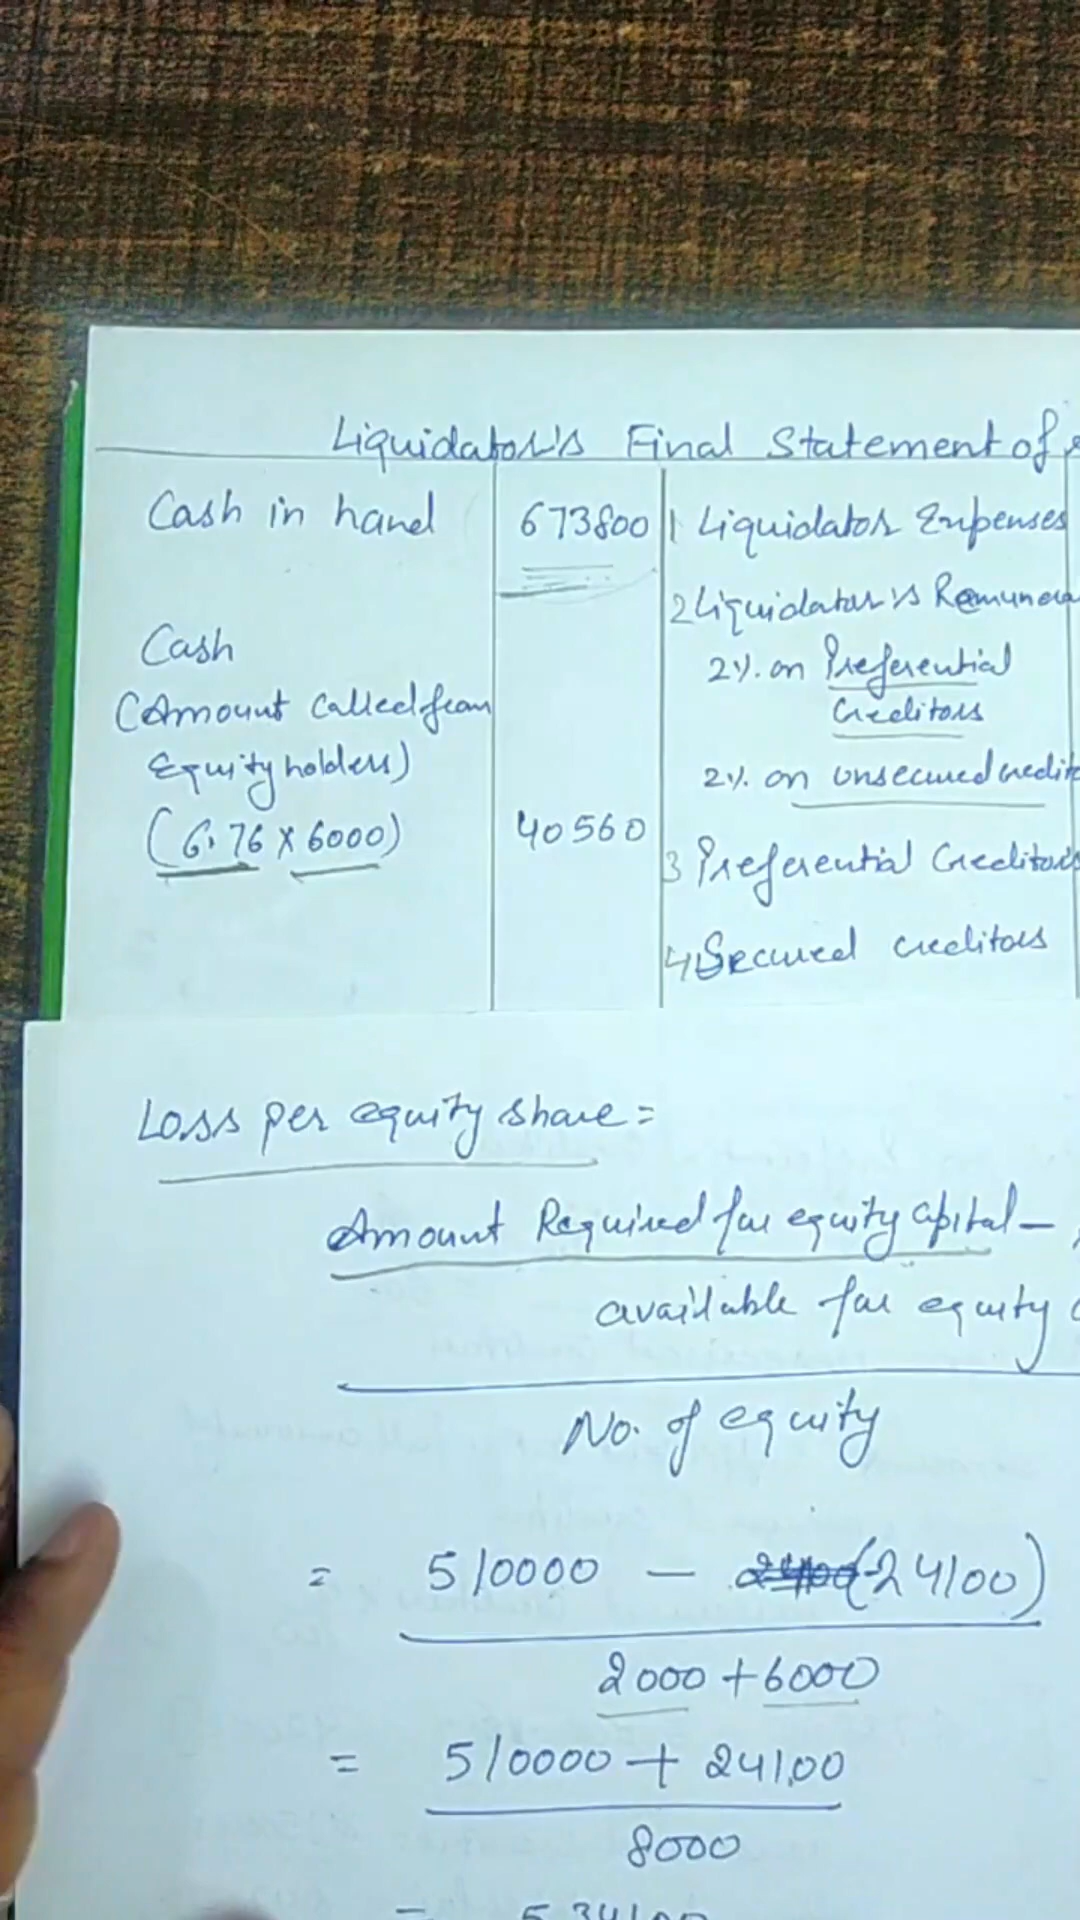 Liquidator's Final Statement of
Cash in hand 673800 1 Liquidator Expenses
2 Liquidator's Remunera
Cash
2%. on Preferential
(Amount Called from
Creditors
Equity holders)
2%. on unsecured credit
(6.76 x 6000) 40560
3 Preferential Creditors
4 Secured creditors
Loss per equity share =
Amount Required for equity capital -
available for equity
No. of equity
= 510000 - (24100)
2000 + 6000
= 510000 + 24100
8000
= 534100